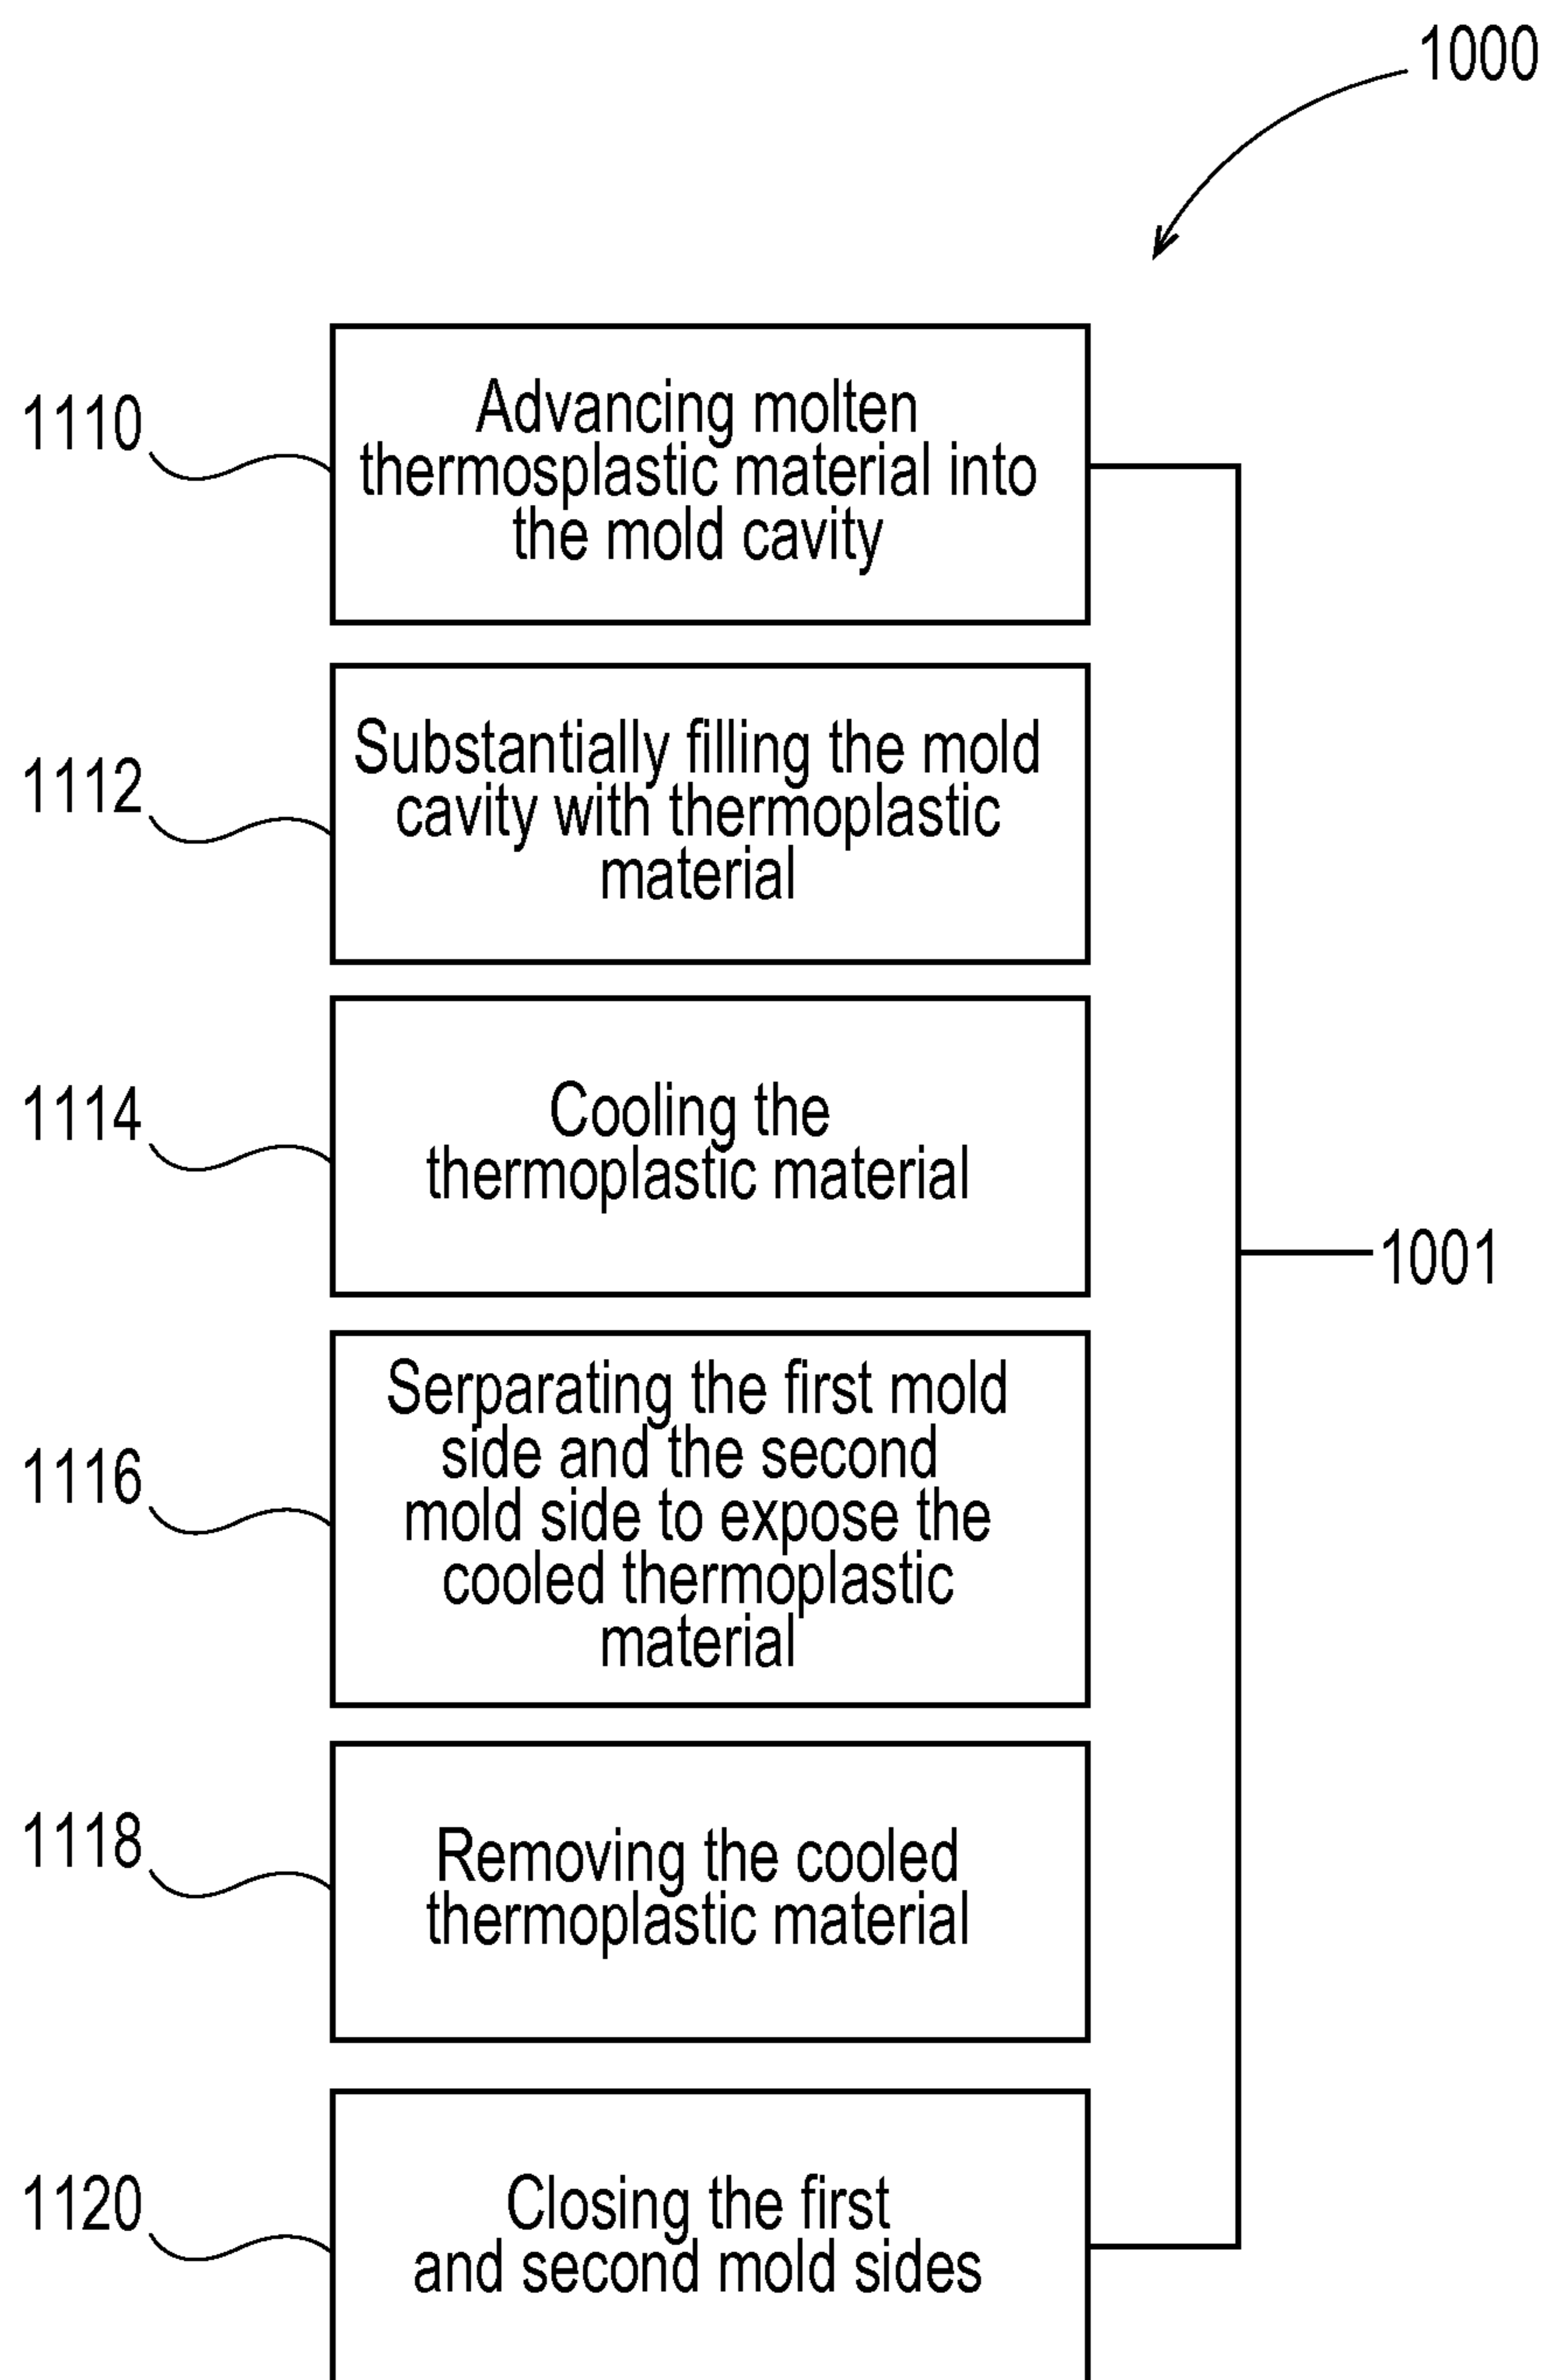 1000
1110
Advancing molten
thermosplastic material into
the mold cavity
1112
Substantially filling the mold
cavity with thermoplastic
material
1114
Cooling the
thermoplastic material
1001
1116
Serparating the first mold
side and the second
mold side to expose the
cooled thermoplastic
material
1118
Removing the cooled
thermoplastic material
1120
Closing the first
and second mold sides